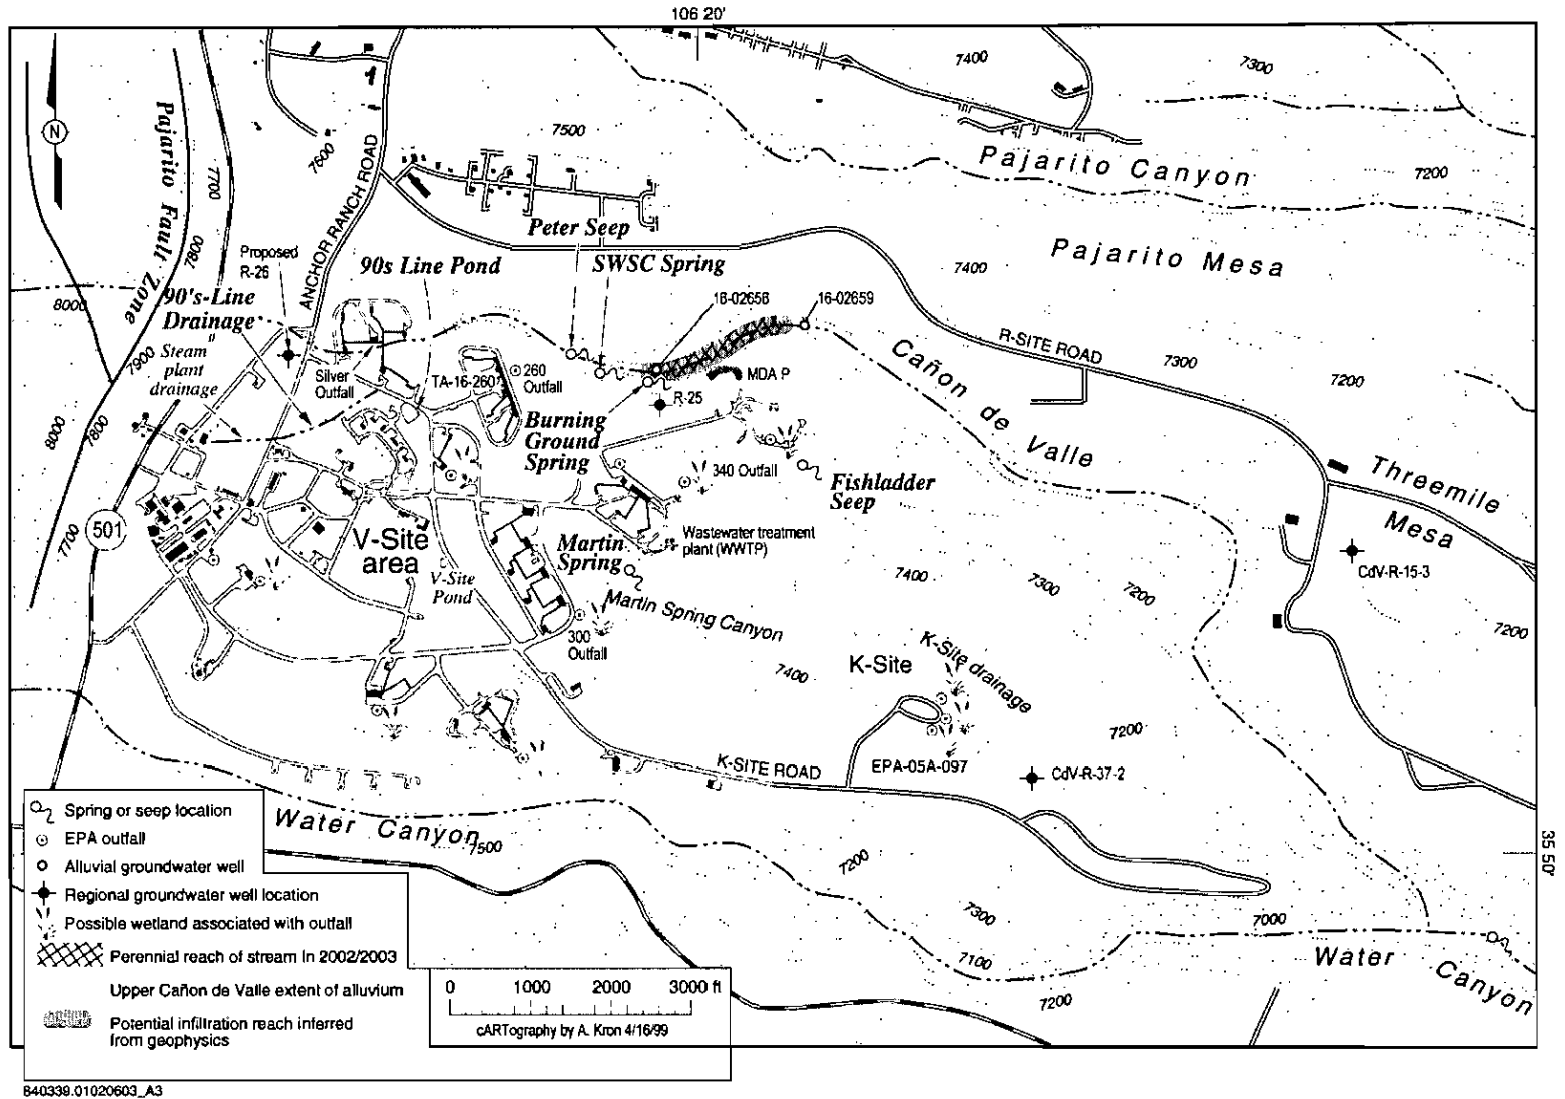 106 20'
7400
7300
N
Pajarito Fault Zone
7700
7600
7500
ANCHOR RANCH ROAD
Pajarito Canyon
7200
Peter Seep
7800
Proposed
R-26
90s Line Pond
SWSC Spring
7400
Pajarito Mesa
8000
90's-Line
Drainage
16-02658
16-02659
R-SITE ROAD
7300
7200
7900
Steam
plant
drainage
Silver
Outfall
TA-16-260
260
Outfall
MDA P
R-25
Cañon de Valle
8000
7800
Burning
Ground
Spring
340 Outfall
Fishladder
Seep
Threemile
Mesa
501
7700
V-Site
area
Martin
Spring
Wastewater treatment
plant (WWTP)
V-Site
Pond
7400
7300
7200
CdV-R-15-3
Martin Spring Canyon
7200
300
Outfall
7400
K-Site
K-Site drainage
7200
K-SITE ROAD
EPA-05A-097
CdV-R-37-2
Water Canyon
7500
7200
35 50'
7300
7000
7100
7200
Water Canyon
Spring or seep location
EPA outfall
Alluvial groundwater well
Regional groundwater well location
Possible wetland associated with outfall
Perennial reach of stream in 2002/2003
Upper Cañon de Valle extent of alluvium
Potential infiltration reach inferred
from geophysics
0 1000 2000 3000 ft
cARTography by A. Kron 4/16/99
840339.01020603_A3